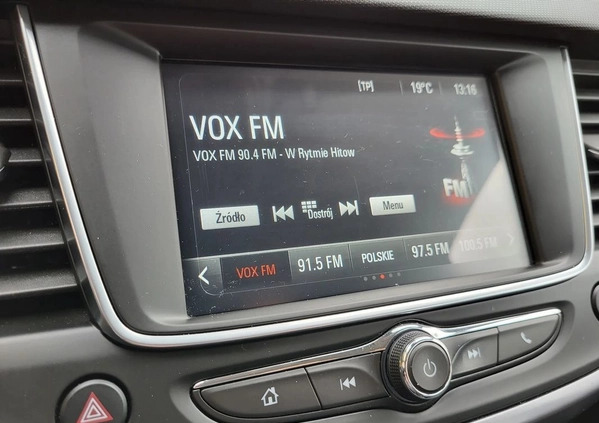 [TP] 19°C 13:16
VOX FM
VOX FM 90.4 FM - W Rytmie Hitow
FM
Źródło Dostrój Menu
VOX FM 91.5 FM POLSKIE 97.5 FM 100.5 FM